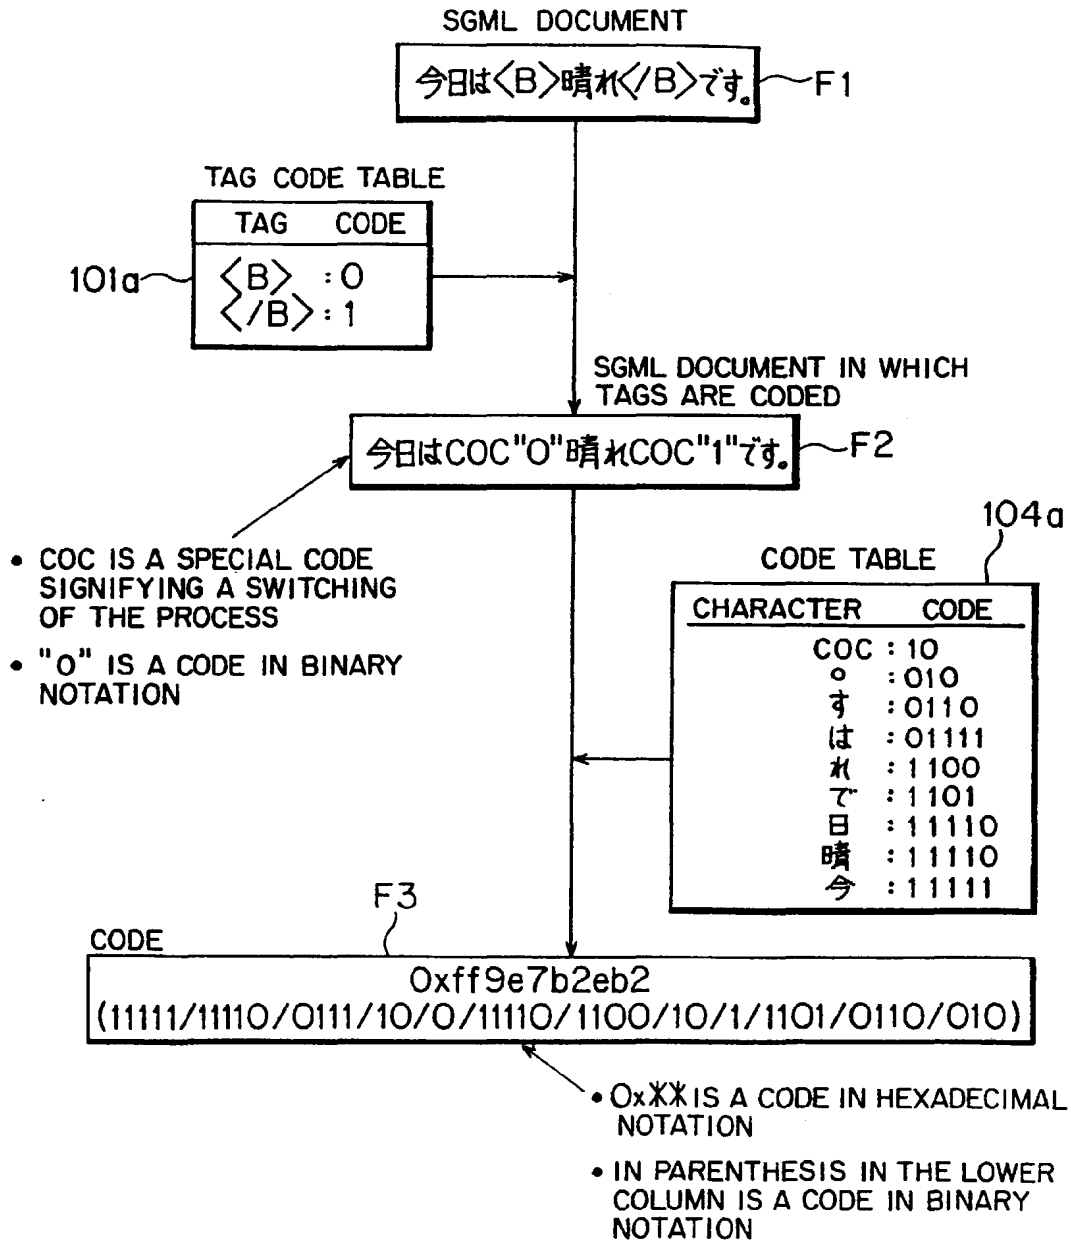 SGML DOCUMENT
今日は<B>晴れ</B>です。
F1
TAG CODE TABLE
TAG CODE
<B> :0
</B>:1
101a
SGML DOCUMENT IN WHICH
TAGS ARE CODED
今日はCOC"0"晴れCOC"1"です。
F2
• COC IS A SPECIAL CODE
SIGNIFYING A SWITCHING
OF THE PROCESS
• "0" IS A CODE IN BINARY
NOTATION
104a
CODE TABLE
CHARACTER CODE
COC :10
。 :010
す :0110
は :01111
れ :1100
で :1101
日 :11110
晴 :11110
今 :11111
F3
CODE
0xff9e7b2eb2
(11111/11110/0111/10/0/11110/1100/10/1/1101/0110/010)
• 0x** IS A CODE IN HEXADECIMAL
NOTATION
• IN PARENTHESIS IN THE LOWER
COLUMN IS A CODE IN BINARY
NOTATION